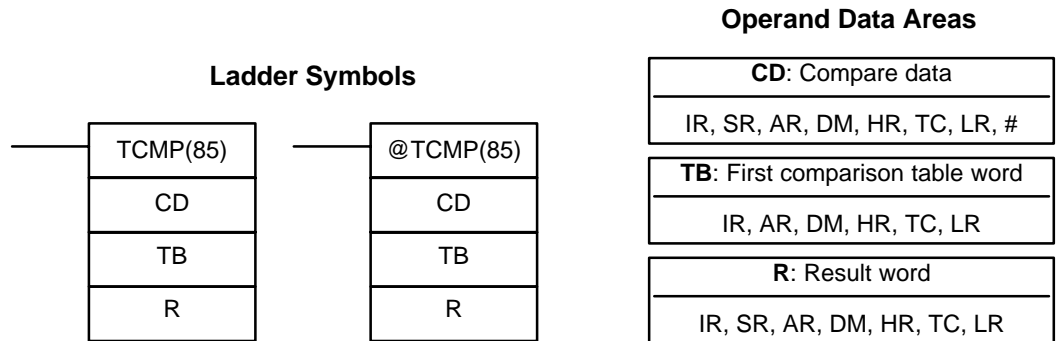 Ladder Symbols
TCMP(85)
CD
TB
R
@TCMP(85)
CD
TB
R
Operand Data Areas
CD: Compare data
IR, SR, AR, DM, HR, TC, LR, #
TB: First comparison table word
IR, AR, DM, HR, TC, LR
R: Result word
IR, SR, AR, DM, HR, TC, LR